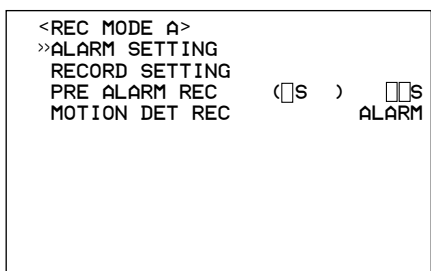 <REC MODE A>
»ALARM SETTING
RECORD SETTING
PRE ALARM REC (□S ) □□S
MOTION DET REC ALARM